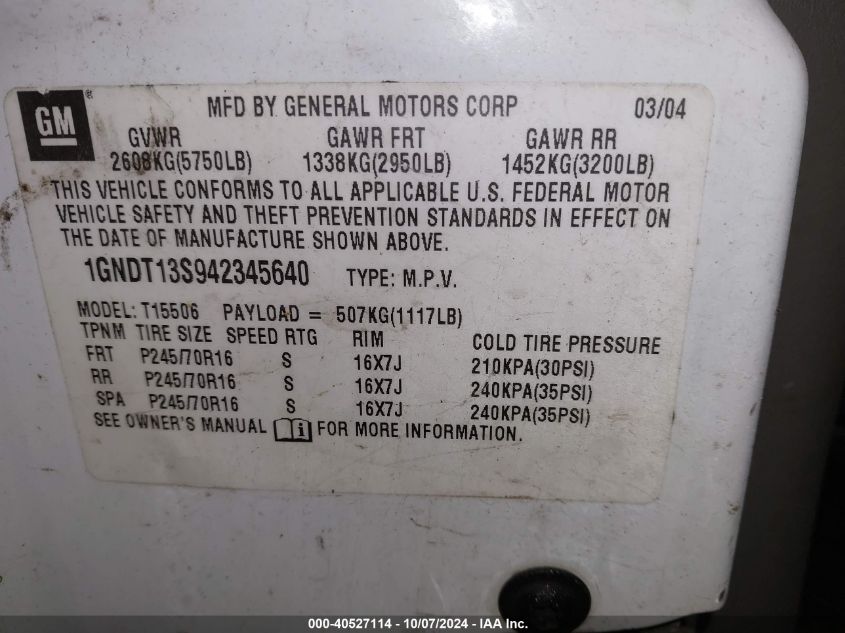 GM ®
MFD BY GENERAL MOTORS CORP 03/04
GVWR GAWR FRT GAWR RR
2608KG(5750LB) 1338KG(2950LB) 1452KG(3200LB)
THIS VEHICLE CONFORMS TO ALL APPLICABLE U.S. FEDERAL MOTOR
VEHICLE SAFETY AND THEFT PREVENTION STANDARDS IN EFFECT ON
THE DATE OF MANUFACTURE SHOWN ABOVE.
1GNDT13S942345640 TYPE: M.P.V.
MODEL: T15506 PAYLOAD = 507KG(1117LB)
TPNM TIRE SIZE SPEED RTG RIM COLD TIRE PRESSURE
FRT P245/70R16 S 16X7J 210KPA(30PSI)
RR P245/70R16 S 16X7J 240KPA(35PSI)
SPA P245/70R16 S 16X7J 240KPA(35PSI)
SEE OWNER'S MANUAL i FOR MORE INFORMATION.
000-40527114 - 10/07/2024 - IAA Inc.